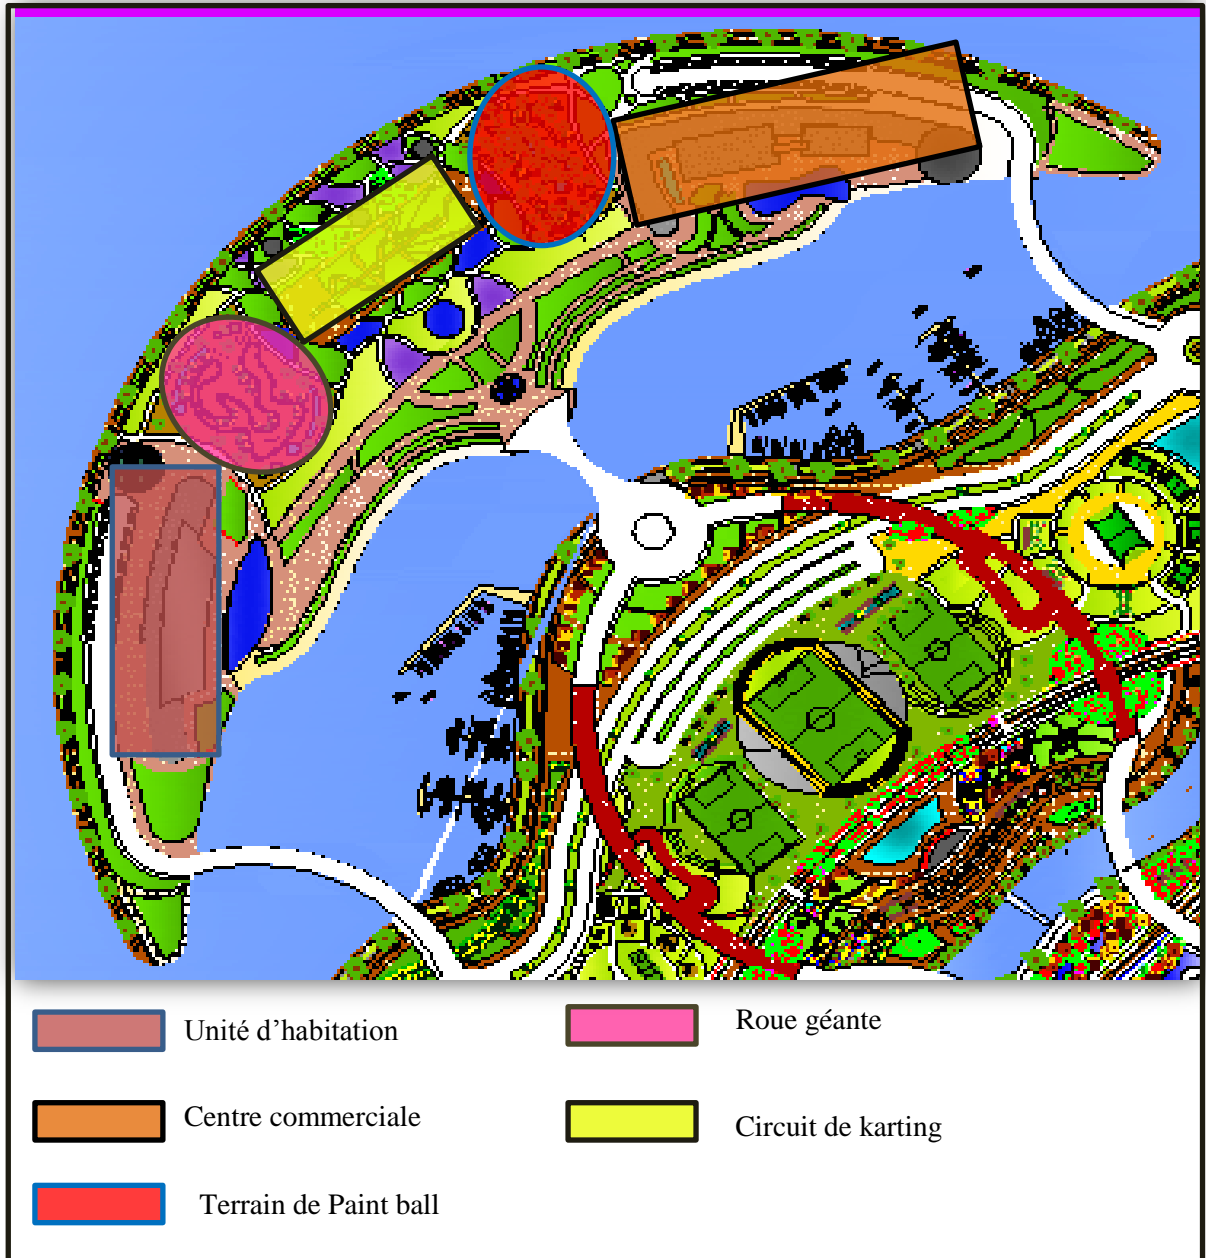 Unité d’habitation
Roue géante
Centre commerciale
Circuit de karting
Terrain de Paint ball